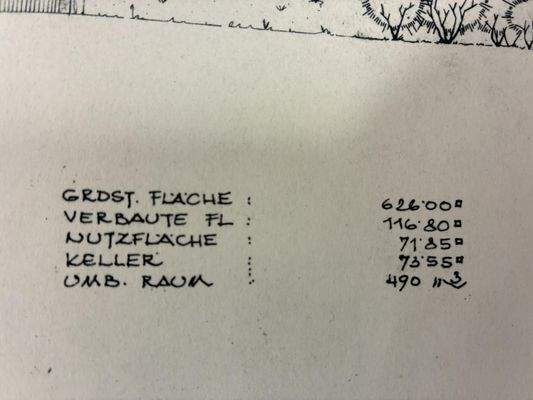 GRDST. FLÄCHE : 626'00¤
VERBAUTE FL : 116'80¤
NUTZFLÄCHE : 71'85¤
KELLER : 73'55¤
UMB. RAUM : 490 m³